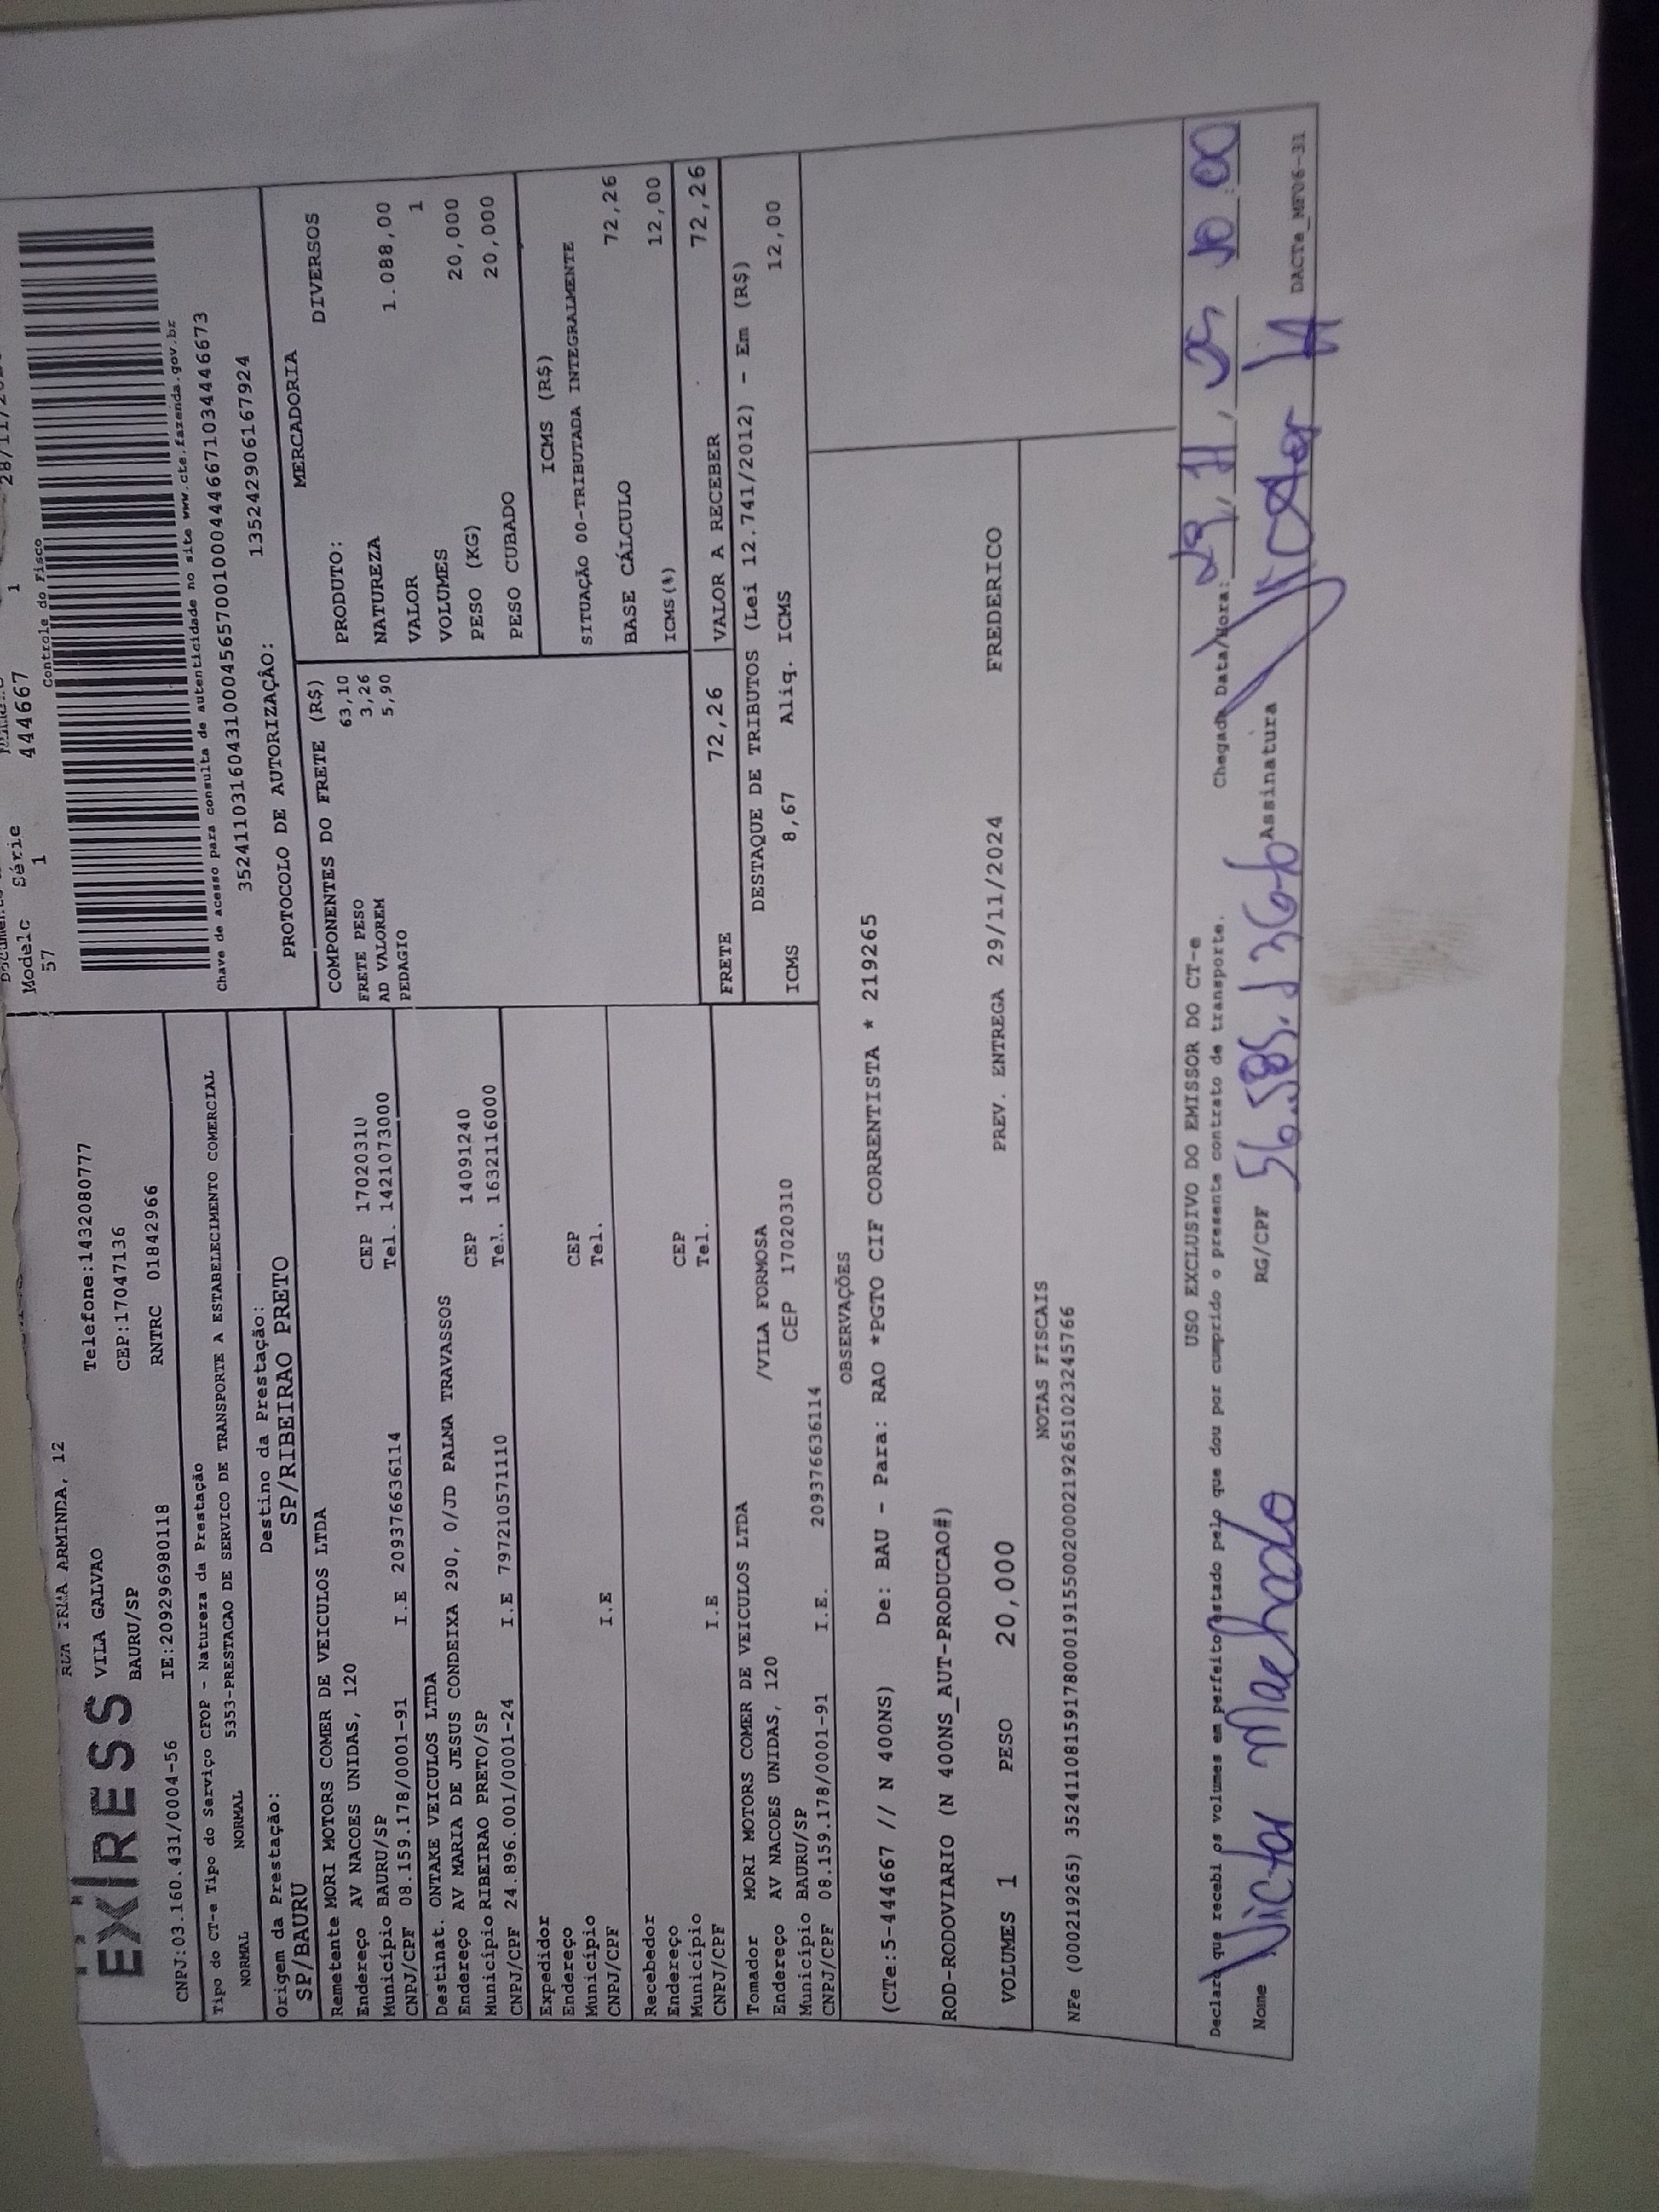 RUA IRMA ARMINDA, 12
EXPRESS VILA GALVAO Telefone:1432080777
BAURU/SP CEP:17047136
CNPJ:03.160.431/0004-56 IE:209296980118 RNTRC 01842966
Modelo Série
57 1 444667 1 28/11/
Controle do Fisco
Chave de acesso para consulta de autenticidade no site www.cte.fazenda.gov.br
35241103160431000456570010004446671034446673
PROTOCOLO DE AUTORIZAÇÃO: 135242906167924
Tipo do CT-e Tipo do Serviço CFOP - Natureza da Prestação
NORMAL NORMAL 5353-PRESTACAO DE SERVICO DE TRANSPORTE A ESTABELECIMENTO COMERCIAL
Origem da Prestação: Destino da Prestação:
SP/BAURU SP/RIBEIRAO PRETO
Remetente MORI MOTORS COMER DE VEICULOS LTDA
Endereço AV NACOES UNIDAS, 120 CEP 17020310
Município BAURU/SP Tel. 1421073000
CNPJ/CPF 08.159.178/0001-91 I.E 209376636114
Destinat. ONTAKE VEICULOS LTDA
Endereço AV MARIA DE JESUS CONDEIXA 290, 0/JD PALMA TRAVASSOS CEP 14091240
Município RIBEIRAO PRETO/SP Tel. 1632116000
CNPJ/CPF 24.896.001/0001-24 I.E 797210571110
Expedidor
Endereço CEP
Município Tel.
CNPJ/CPF I.E
Recebedor
Endereço CEP
Município Tel.
CNPJ/CPF I.E
Tomador MORI MOTORS COMER DE VEICULOS LTDA
Endereço AV NACOES UNIDAS, 120 /VILA FORMOSA
Município BAURU/SP CEP 17020310
CNPJ/CPF 08.159.178/0001-91 I.E. 209376636114
COMPONENTES DO FRETE (R$)
FRETE PESO 63,10
AD VALOREM 3,26
PEDAGIO 5,90
MERCADORIA
PRODUTO: DIVERSOS
NATUREZA
VALOR 1.088,00
VOLUMES 1
PESO (KG) 20,000
PESO CUBADO 20,000
ICMS (R$)
SITUAÇÃO 00-TRIBUTADA INTEGRALMENTE
BASE CÁLCULO 72,26
ICMS(%) 12,00
FRETE 72,26 VALOR A RECEBER 72,26
DESTAQUE DE TRIBUTOS (Lei 12.741/2012) - Em (R$)
ICMS 8,67 Aliq. ICMS 12,00
OBSERVAÇÕES
(CTe:5-444667 // N 400NS) De: BAU - Para: RAO *PGTO CIF CORRENTISTA * 219265
ROD-RODOVIARIO (N 400NS_AUT-PRODUCAO#)
VOLUMES 1 PESO 20,000 PREV. ENTREGA 29/11/2024 FREDERICO
NOTAS FISCAIS
NFe (000219265) 35241108159178000191550020002192651023245766
USO EXCLUSIVO DO EMISSOR DO CT-e
Declaro que recebi os volumes em perfeito estado pelo que dou por cumprido o presente contrato de transporte. Chegada Data/Hora: 29, 11, 10:00
Nome Victor Machado RG/CPF 56.585.136-6 Assinatura Victor
DACTe_MF06-31